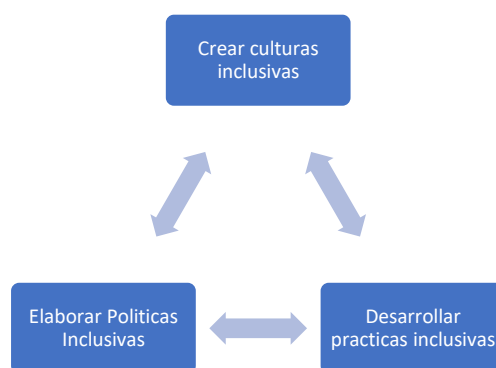 Crear culturas
inclusivas
Elaborar Politicas
Inclusivas
Desarrollar
practicas inclusivas